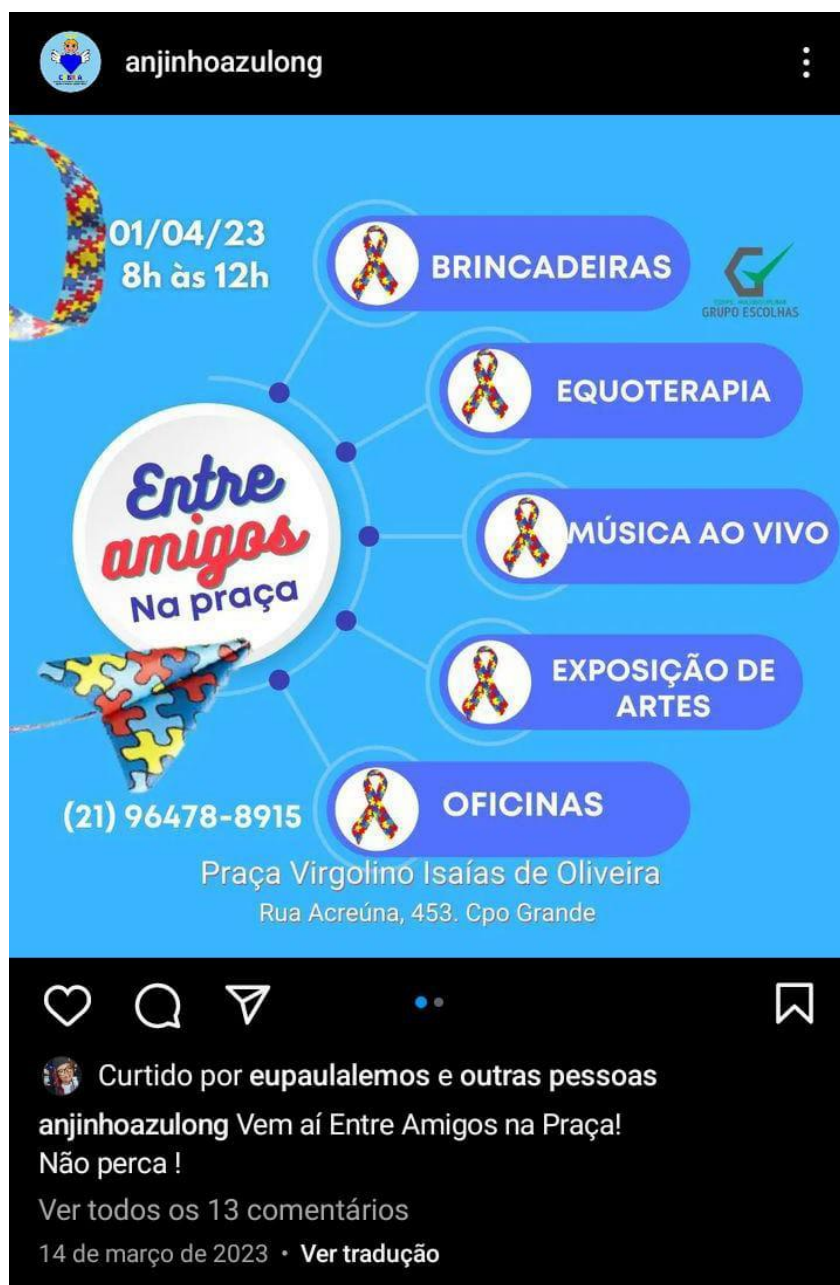 anjinhoazulong
01/04/23
8h às 12h
BRINCADEIRAS
GRUPO ESCOLHAS
EQUOTERAPIA
Entre
amigos
Na praça
MÚSICA AO VIVO
EXPOSIÇÃO DE
ARTES
OFICINAS
(21) 96478-8915
Praça Virgolino Isaías de Oliveira
Rua Acreúna, 453. Cpo Grande
Curtido por eupaulalemos e outras pessoas
anjinhoazulong Vem aí Entre Amigos na Praça!
Não perca !
Ver todos os 13 comentários
14 de março de 2023 • Ver tradução